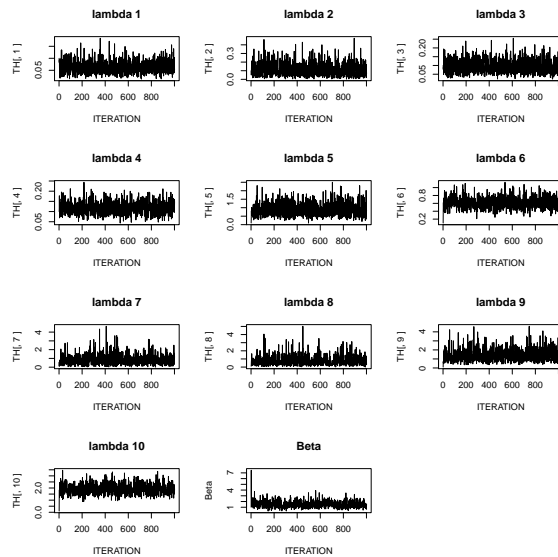 lambda 1
TH[, 1 ]
0.05
0 200 400 600 800
ITERATION
lambda 2
TH[, 2 ]
0.0 0.3
0 200 400 600 800
ITERATION
lambda 3
TH[, 3 ]
0.05 0.20
0 200 400 600 800
ITERATION
lambda 4
TH[, 4 ]
0.05 0.20
0 200 400 600 800
ITERATION
lambda 5
TH[, 5 ]
0.0 1.5
0 200 400 600 800
ITERATION
lambda 6
TH[, 6 ]
0.2 0.8
0 200 400 600 800
ITERATION
lambda 7
TH[, 7 ]
0 2 4
0 200 400 600 800
ITERATION
lambda 8
TH[, 8 ]
0 2 4
0 200 400 600 800
ITERATION
lambda 9
TH[, 9 ]
0 2 4
0 200 400 600 800
ITERATION
lambda 10
TH[, 10 ]
0.0 2.0
0 200 400 600 800
ITERATION
Beta
Beta
1 4 7
0 200 400 600 800
ITERATION